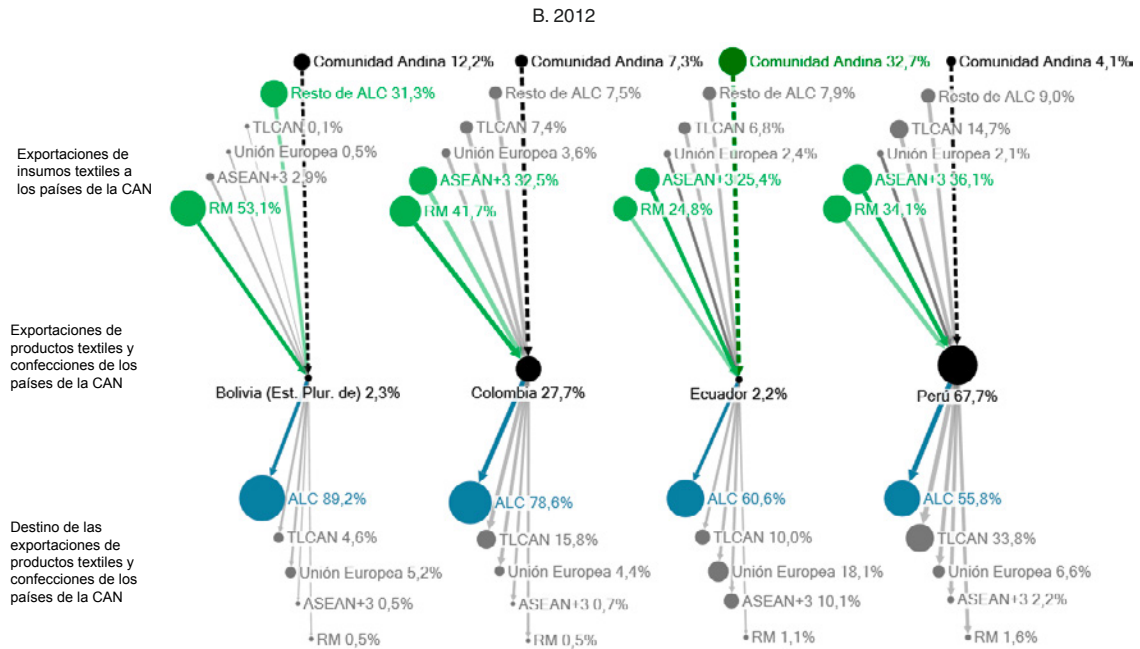 B. 2012
Comunidad Andina 12,2%
Comunidad Andina 7,3%
Comunidad Andina 32,7%
Comunidad Andina 4,1%
Resto de ALC 31,3%
Resto de ALC 7,5%
Resto de ALC 7,9%
Resto de ALC 9,0%
TLCAN 0,1%
TLCAN 7,4%
TLCAN 6,8%
TLCAN 14,7%
Exportaciones de
insumos textiles a
los países de la CAN
Unión Europea 0,5%
Unión Europea 3,6%
Unión Europea 2,4%
Unión Europea 2,1%
ASEAN+3 2,9%
ASEAN+3 32,5%
ASEAN+3 25,4%
ASEAN+3 36,1%
RM 53,1%
RM 41,7%
RM 24,8%
RM 34,1%
Exportaciones de
productos textiles y
confecciones de los
países de la CAN
Bolivia (Est. Plur. de) 2,3%
Colombia 27,7%
Ecuador 2,2%
Perú 67,7%
ALC 89,2%
ALC 78,6%
ALC 60,6%
ALC 55,8%
Destino de las
exportaciones de
productos textiles y
confecciones de los
países de la CAN
TLCAN 4,6%
TLCAN 15,8%
TLCAN 10,0%
TLCAN 33,8%
Unión Europea 5,2%
Unión Europea 4,4%
Unión Europea 18,1%
Unión Europea 6,6%
ASEAN+3 0,5%
ASEAN+3 0,7%
ASEAN+3 10,1%
ASEAN+3 2,2%
RM 0,5%
RM 0,5%
RM 1,1%
RM 1,6%